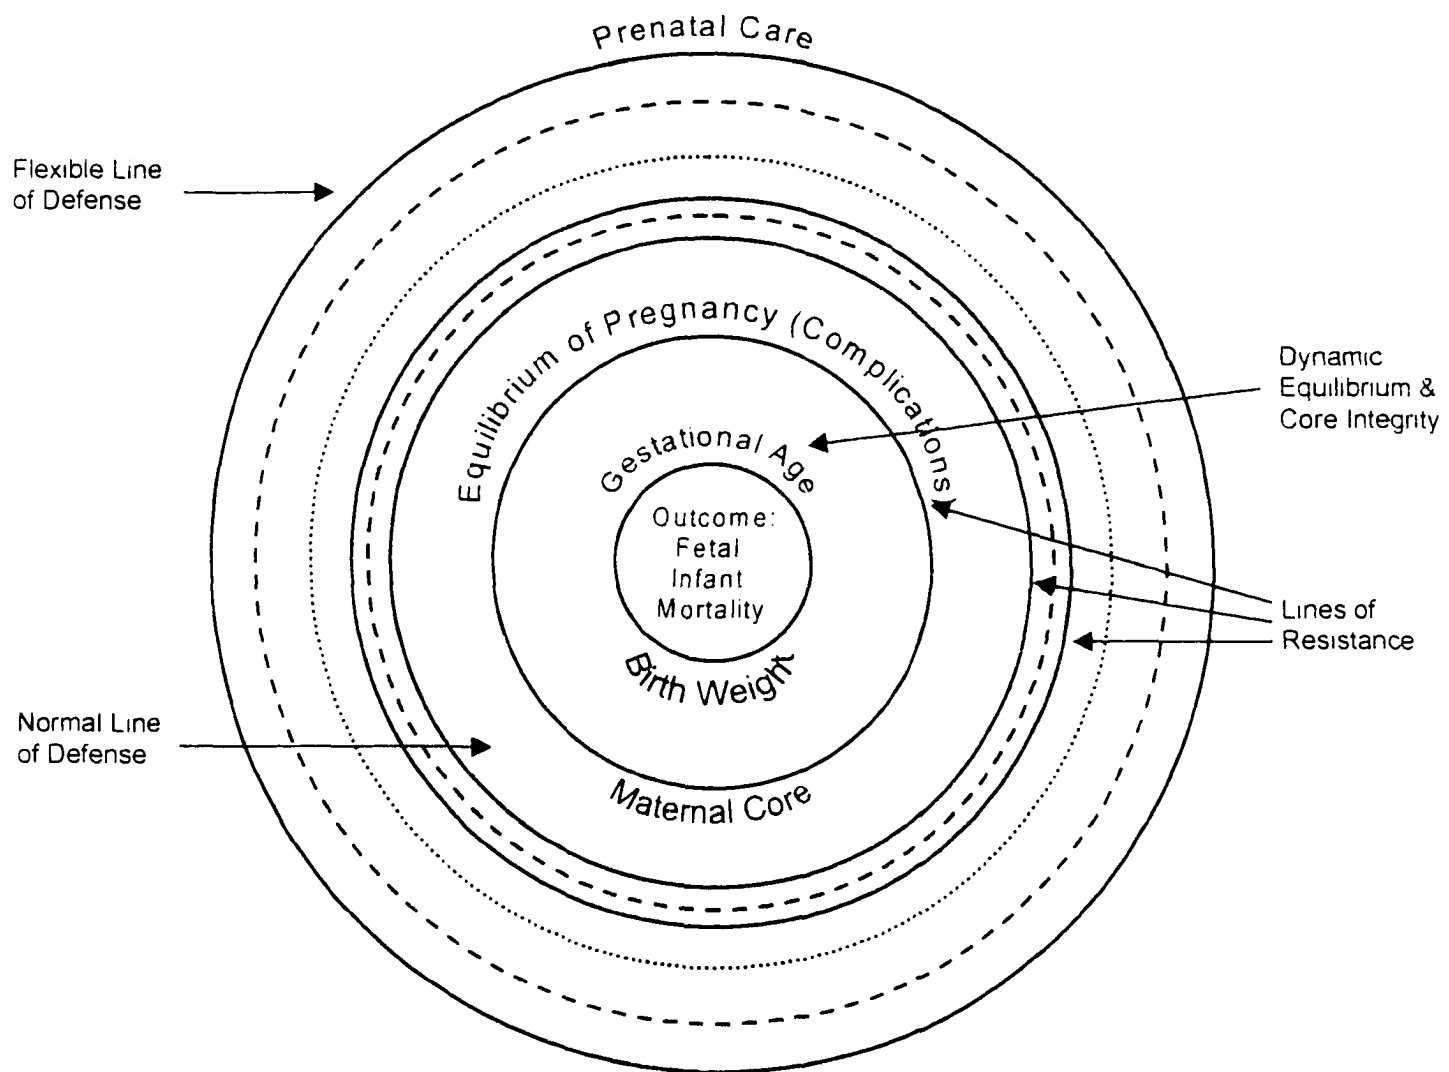 Prenatal Care
Flexible Line
of Defense
Equilibrium of Pregnancy (Complications)
Dynamic
Equilibrium &
Core Integrity
Gestational Age
Outcome:
Fetal
Infant
Mortality
Birth Weight
Lines of
Resistance
Normal Line
of Defense
Maternal Core